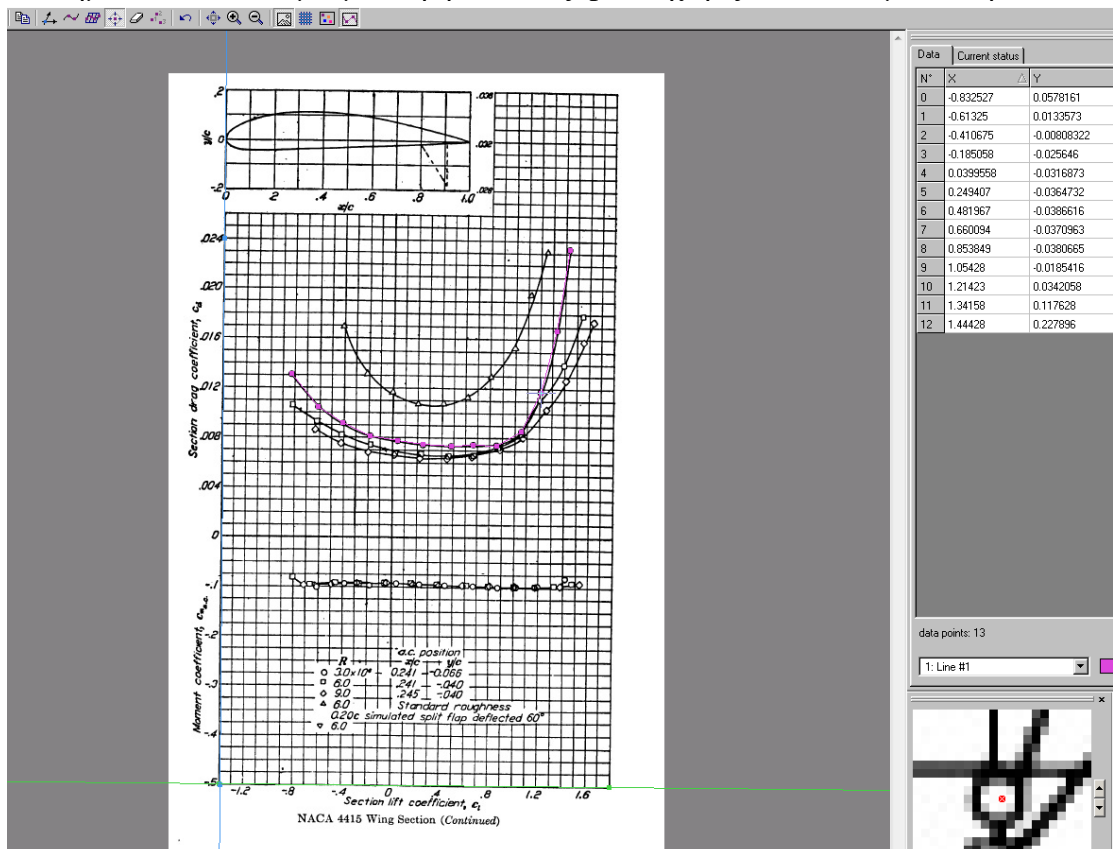 Data
Current status
N° X Y
0 -0.832527 0.0578161
1 -0.61325 0.0133573
2 -0.410675 -0.00808322
3 -0.185058 -0.025646
4 0.0399558 -0.0316873
5 0.249407 -0.0364732
6 0.481967 -0.0386616
7 0.660094 -0.0370963
8 0.853849 -0.0380665
9 1.05428 -0.0185416
10 1.21423 0.0342058
11 1.34158 0.117628
12 1.44428 0.227896
data points: 13
1: Line #1
.2
0
-.2
y/c
0 .2 .4 .6 .8 1.0
x/c
.036
.032
.028
.024
.020
.016
.012
.008
.004
0
Section drag coefficient, cd
-.1
-.2
-.3
-.4
-.5
Moment coefficient, cma.c.
a.c. position
R x/c y/c
3.0×10⁶ 0.241 -0.066
6.0 .241 -.040
9.0 .245 -.040
6.0 Standard roughness
0.20c simulated split flap deflected 60°
6.0
-1.2 -.8 -.4 0 .4 .8 1.2 1.6
Section lift coefficient, cl
NACA 4415 Wing Section (Continued)